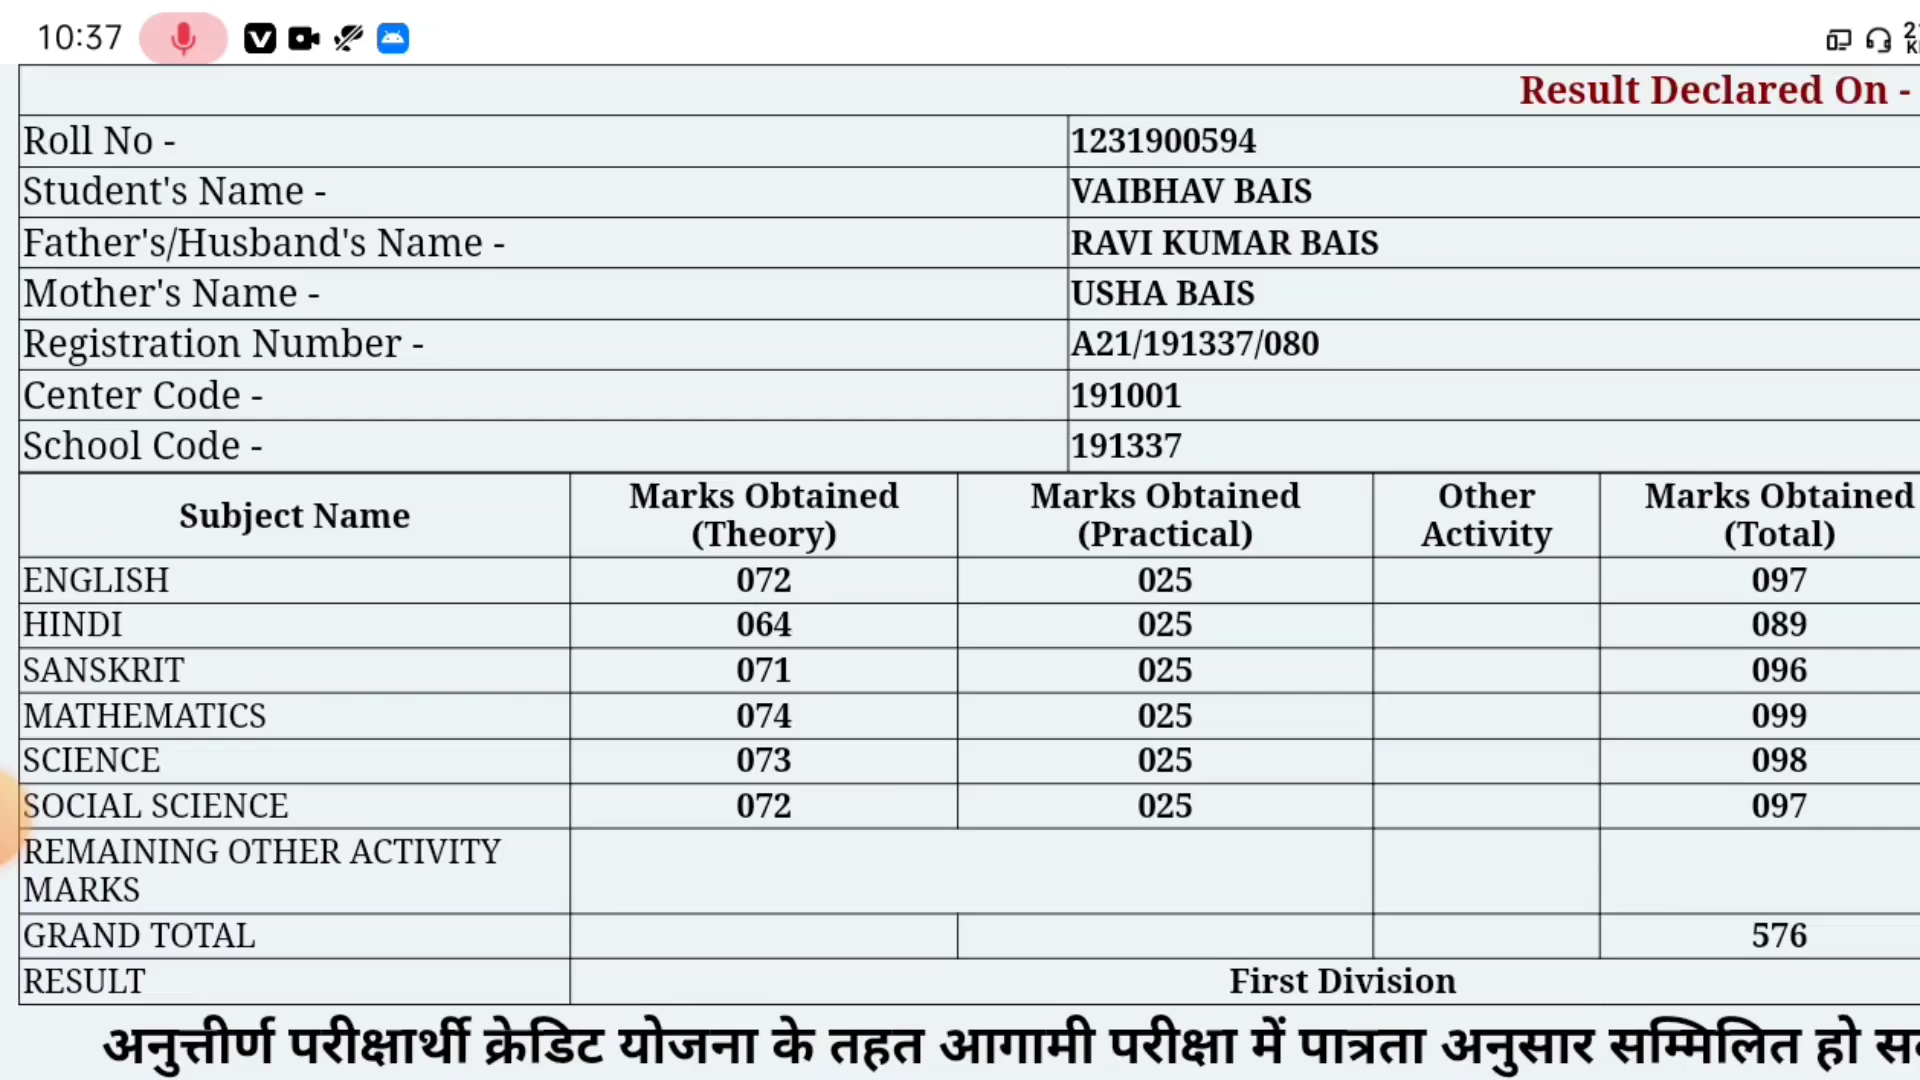 10:37
Result Declared On -
Roll No - 1231900594
Student's Name - VAIBHAV BAIS
Father's/Husband's Name - RAVI KUMAR BAIS
Mother's Name - USHA BAIS
Registration Number - A21/191337/080
Center Code - 191001
School Code - 191337
Subject Name Marks Obtained (Theory) Marks Obtained (Practical) Other Activity Marks Obtained (Total)
ENGLISH 072 025 097
HINDI 064 025 089
SANSKRIT 071 025 096
MATHEMATICS 074 025 099
SCIENCE 073 025 098
SOCIAL SCIENCE 072 025 097
REMAINING OTHER ACTIVITY
MARKS
GRAND TOTAL 576
RESULT First Division
अनुत्तीर्ण परीक्षार्थी क्रेडिट योजना के तहत आगामी परीक्षा में पात्रता अनुसार सम्मिलित हो